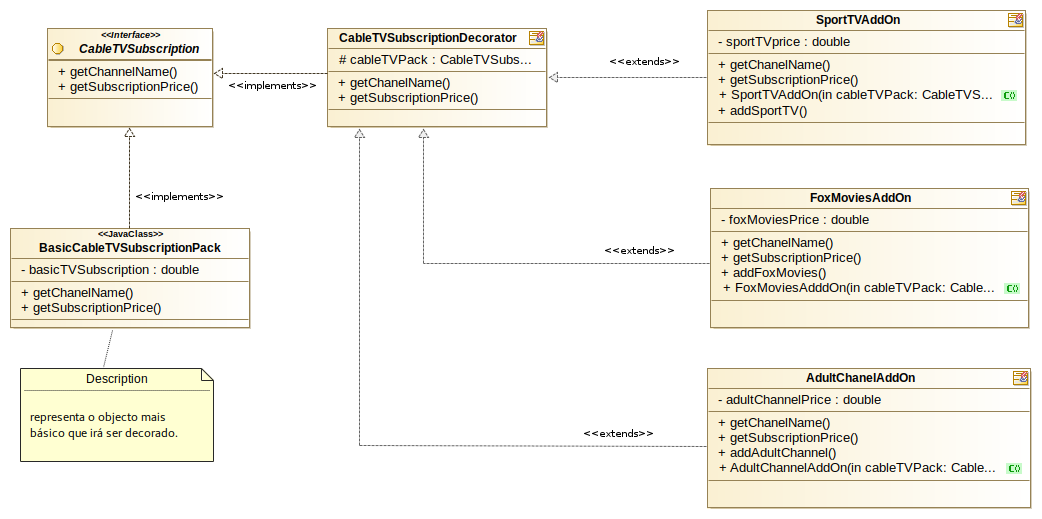 <<Interface>>
CableTVSubscription
+ getChannelName()
+ getSubscriptionPrice()
<<implements>>
CableTVSubscriptionDecorator
# cableTVPack : CableTVSubs...
+ getChannelName()
+ getSubscriptionPrice()
<<extends>>
SportTVAddOn
- sportTVprice : double
+ getChanelName()
+ getSubscriptionPrice()
+ SportTVAddOn(in cableTVPack: CableTVS...
+ addSportTV()
<<implements>>
<<JavaClass>>
BasicCableTVSubscriptionPack
- basicTVSubscription : double
+ getChanelName()
+ getSubscriptionPrice()
Description
representa o objecto mais
básico que irá ser decorado.
<<extends>>
FoxMoviesAddOn
- foxMoviesPrice : double
+ getChanelName()
+ getSubscriptionPrice()
+ addFoxMovies()
+ FoxMoviesAdddOn(in cableTVPack: Cable...
<<extends>>
AdultChanelAddOn
- adultChannelPrice : double
+ getChanelName()
+ getSubscriptionPrice()
+ addAdultChannel()
+ AdultChannelAddOn(in cableTVPack: Cable...